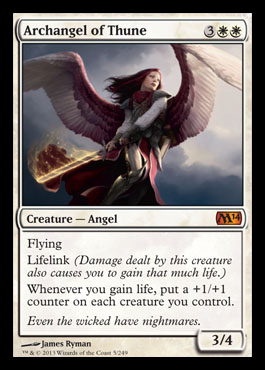 Archangel of Thune 3
Creature — Angel M14
Flying
Lifelink (Damage dealt by this creature
also causes you to gain that much life.)
Whenever you gain life, put a +1/+1
counter on each creature you control.
Even the wicked have nightmares.
3/4
James Ryman
™ & © 2013 Wizards of the Coast 5/249